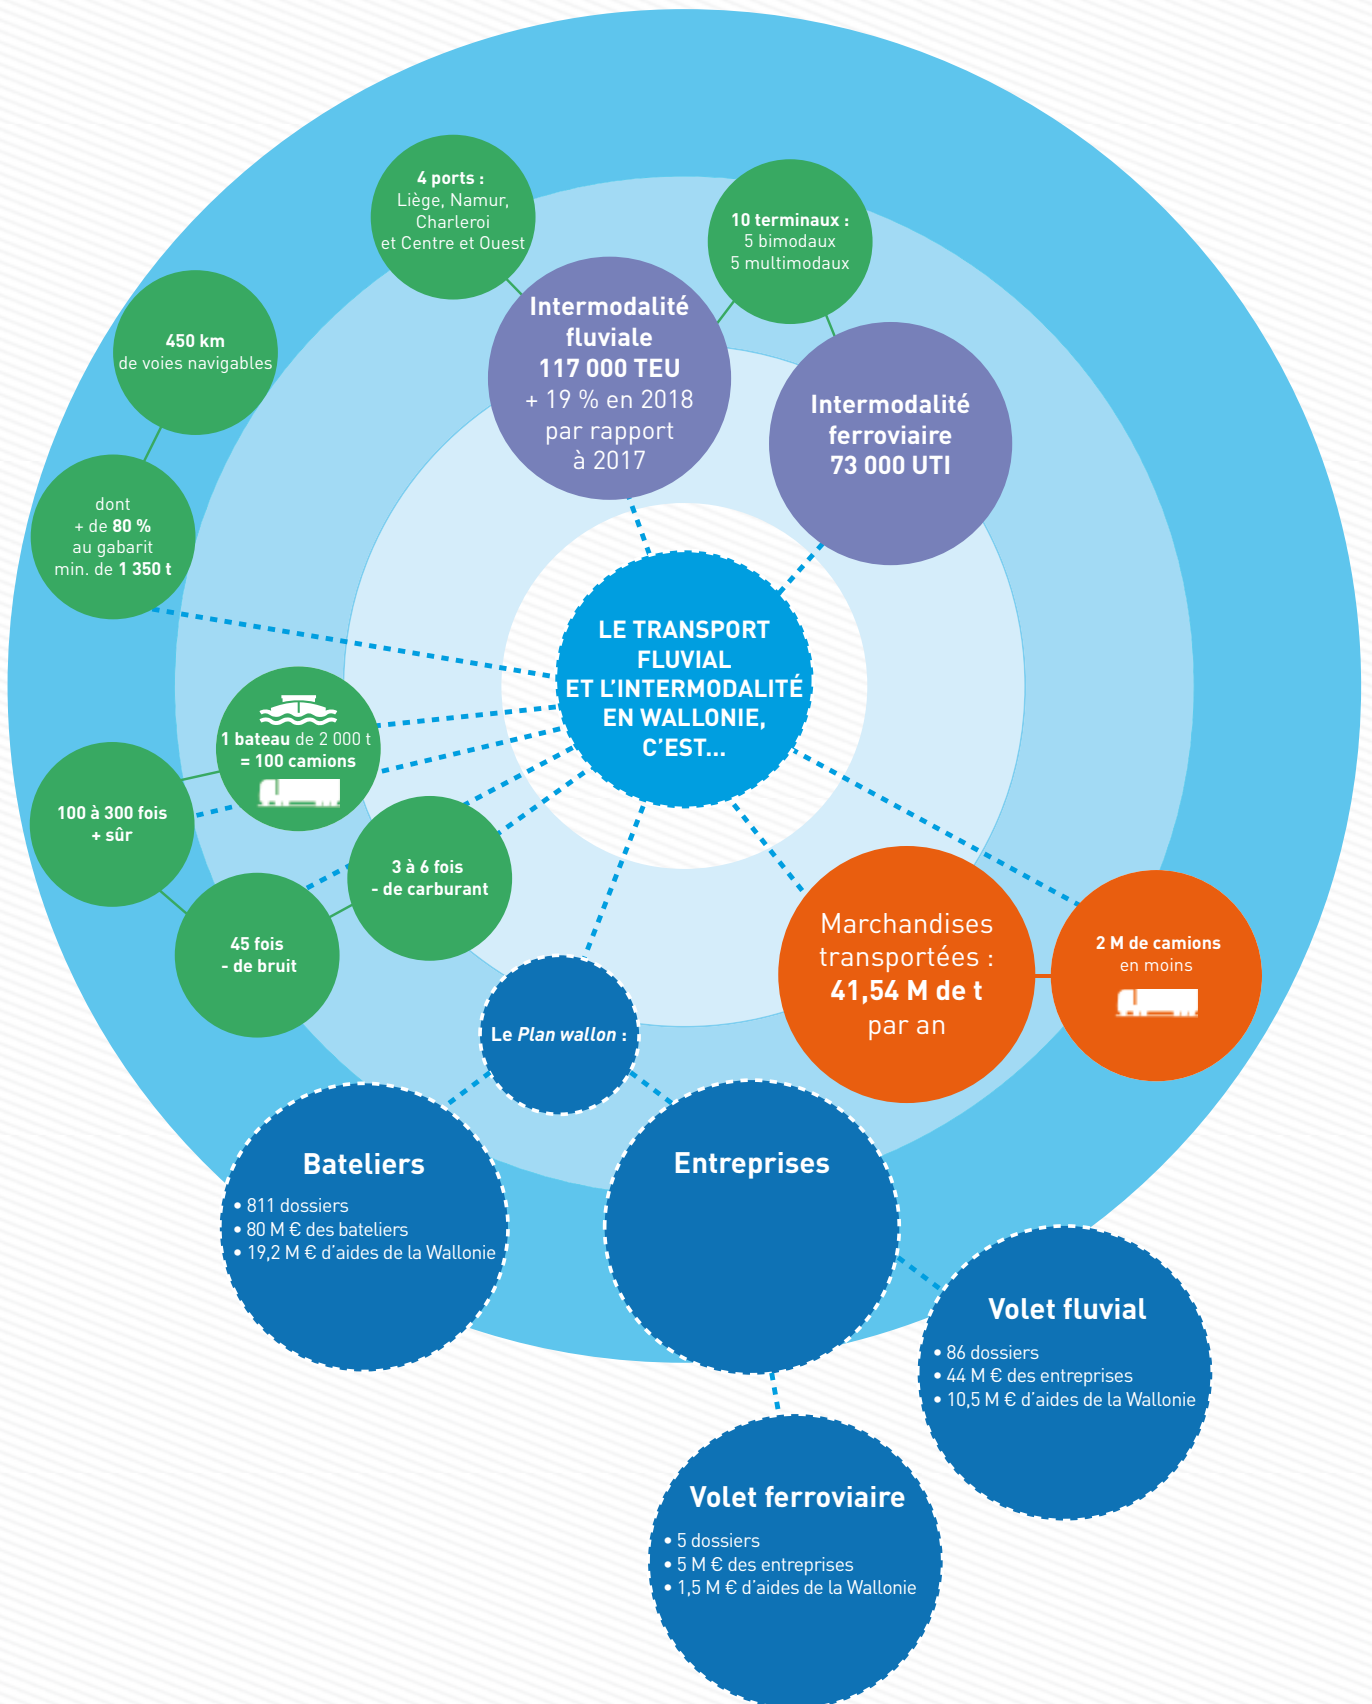 4 ports :
Liège, Namur,
Charleroi
et Centre et Ouest
10 terminaux :
5 bimodaux
5 multimodaux
450 km
de voies navigables
Intermodalité
fluviale
117 000 TEU
+ 19 % en 2018
par rapport
à 2017
Intermodalité
ferroviaire
73 000 UTI
dont
+ de 80 %
au gabarit
min. de 1 350 t
LE TRANSPORT
FLUVIAL
ET L’INTERMODALITÉ
EN WALLONIE,
C’EST...
1 bateau de 2 000 t
= 100 camions
100 à 300 fois
+ sûr
3 à 6 fois
- de carburant
45 fois
- de bruit
Marchandises
transportées :
41,54 M de t
par an
2 M de camions
en moins
Le Plan wallon :
Bateliers
• 811 dossiers
• 80 M € des bateliers
• 19,2 M € d’aides de la Wallonie
Entreprises
Volet fluvial
• 86 dossiers
• 44 M € des entreprises
• 10,5 M € d’aides de la Wallonie
Volet ferroviaire
• 5 dossiers
• 5 M € des entreprises
• 1,5 M € d’aides de la Wallonie